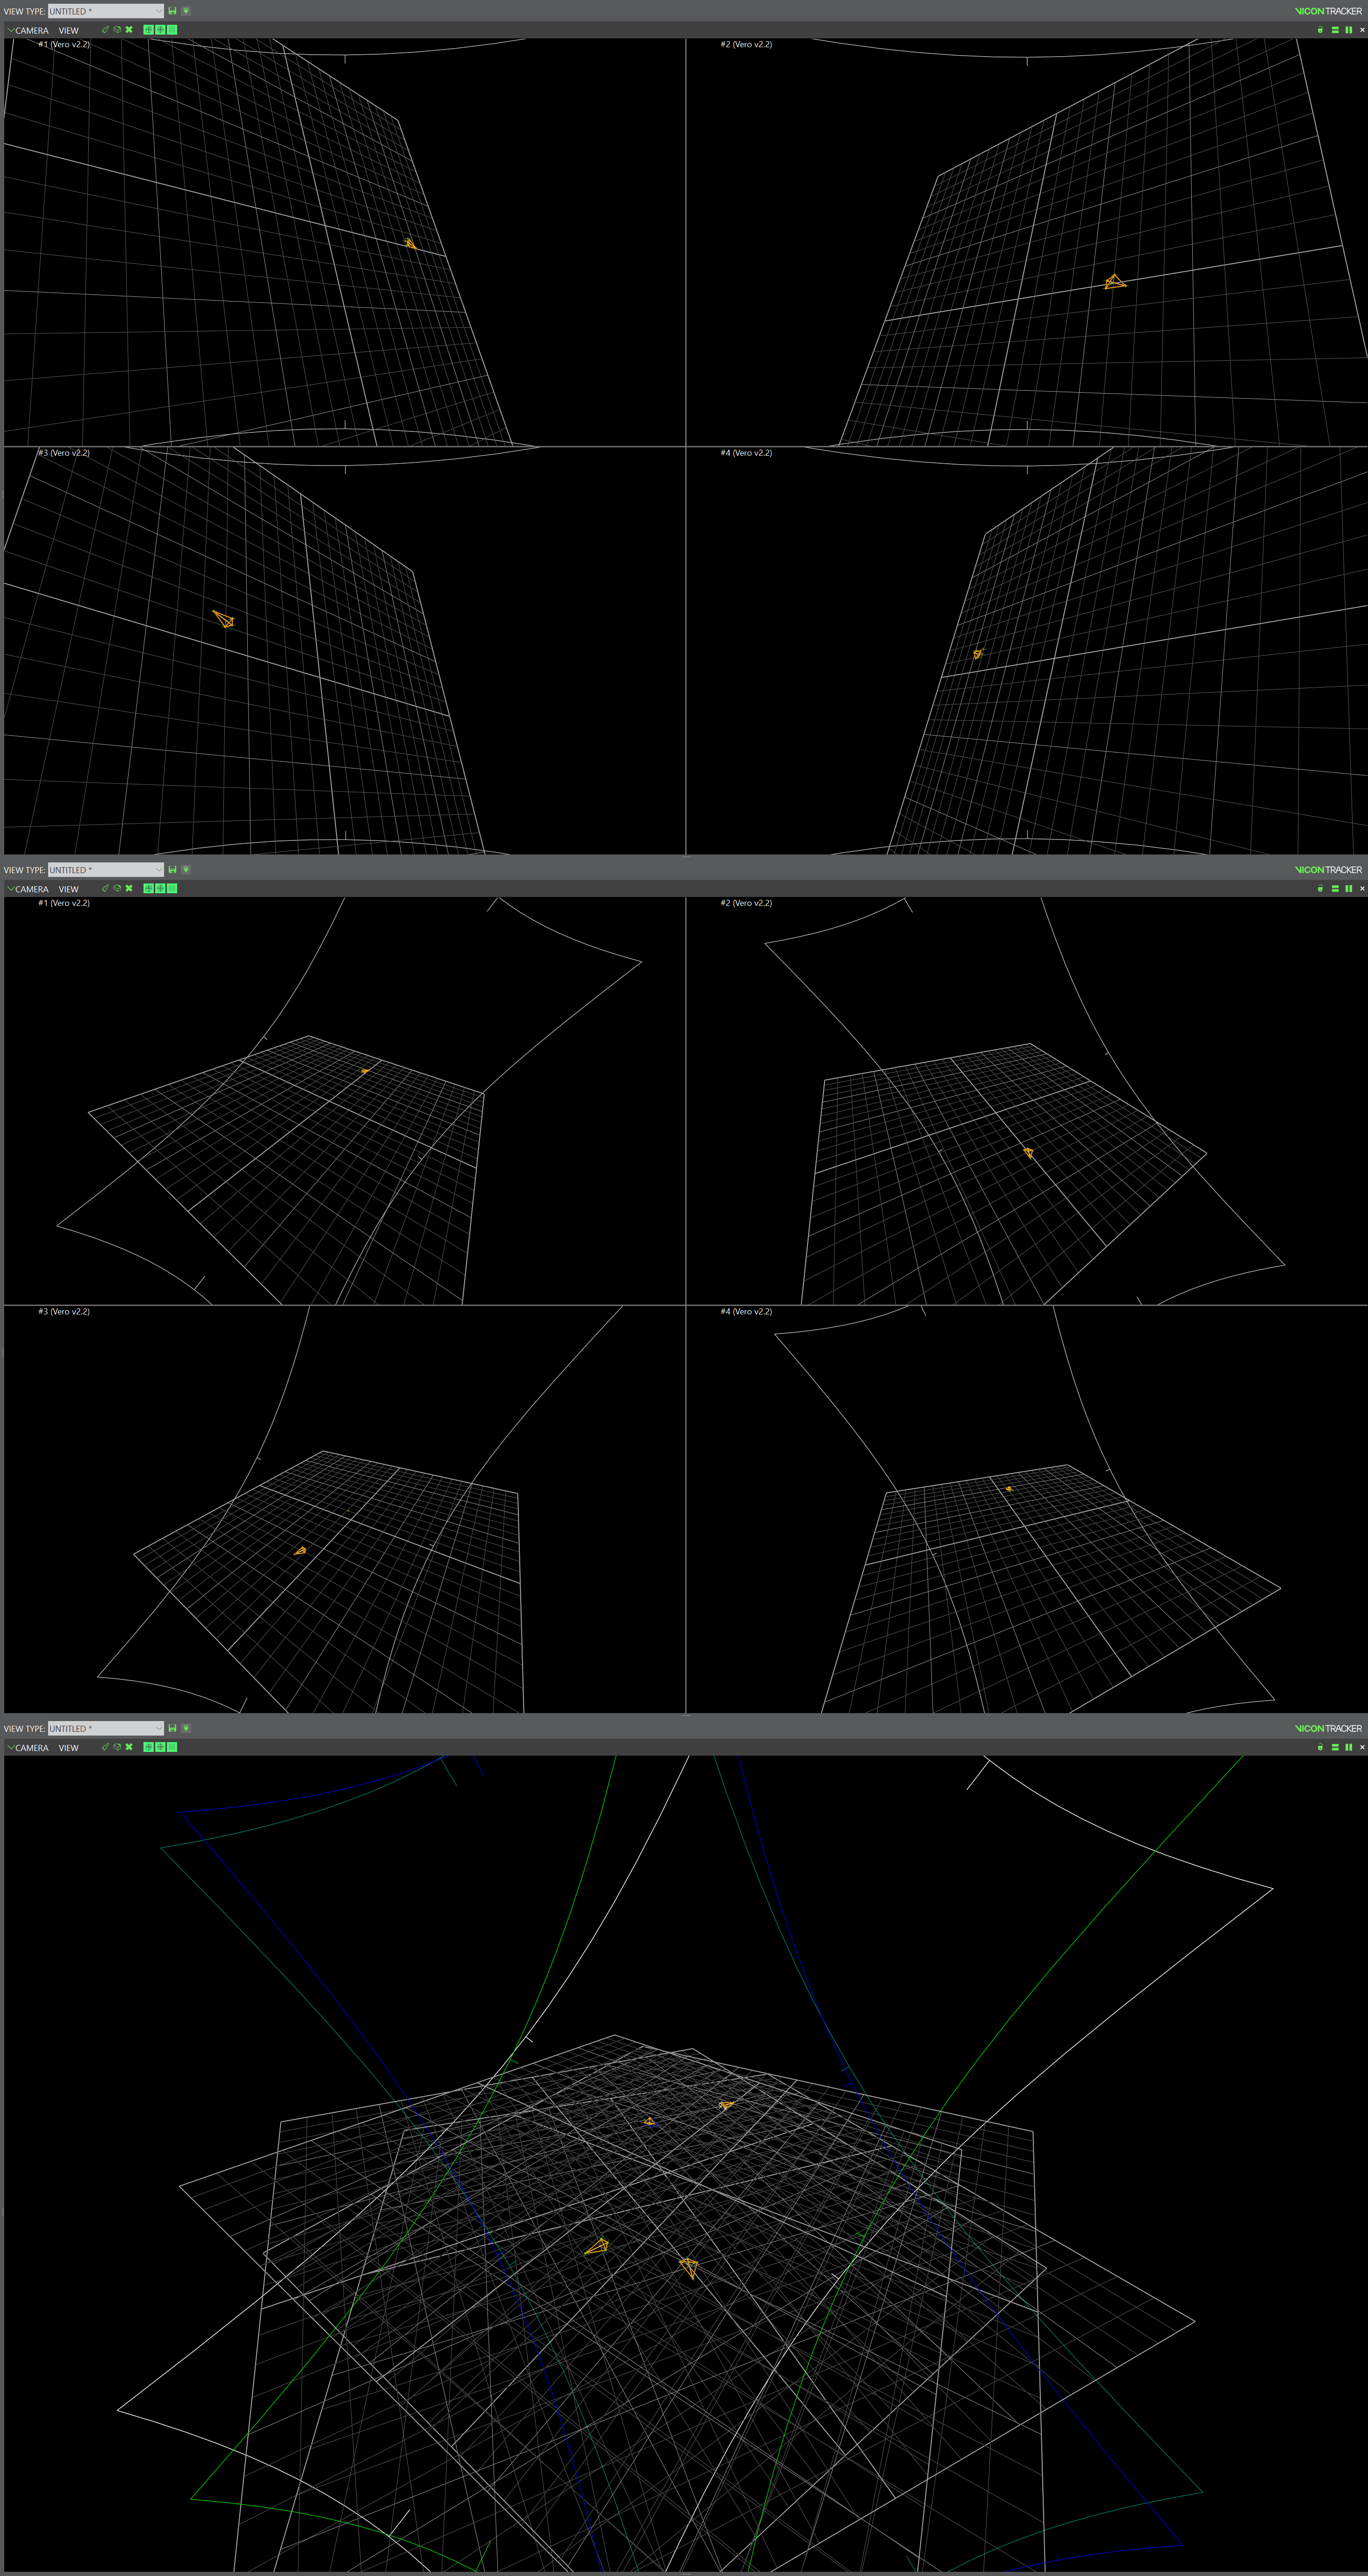 VIEW TYPE: UNTITLED * VICON TRACKER
CAMERA VIEW
#1 (Vero v2.2) #2 (Vero v2.2)
#3 (Vero v2.2) #4 (Vero v2.2)
VIEW TYPE: UNTITLED * VICON TRACKER
CAMERA VIEW
#1 (Vero v2.2) #2 (Vero v2.2)
#3 (Vero v2.2) #4 (Vero v2.2)
VIEW TYPE: UNTITLED * VICON TRACKER
CAMERA VIEW